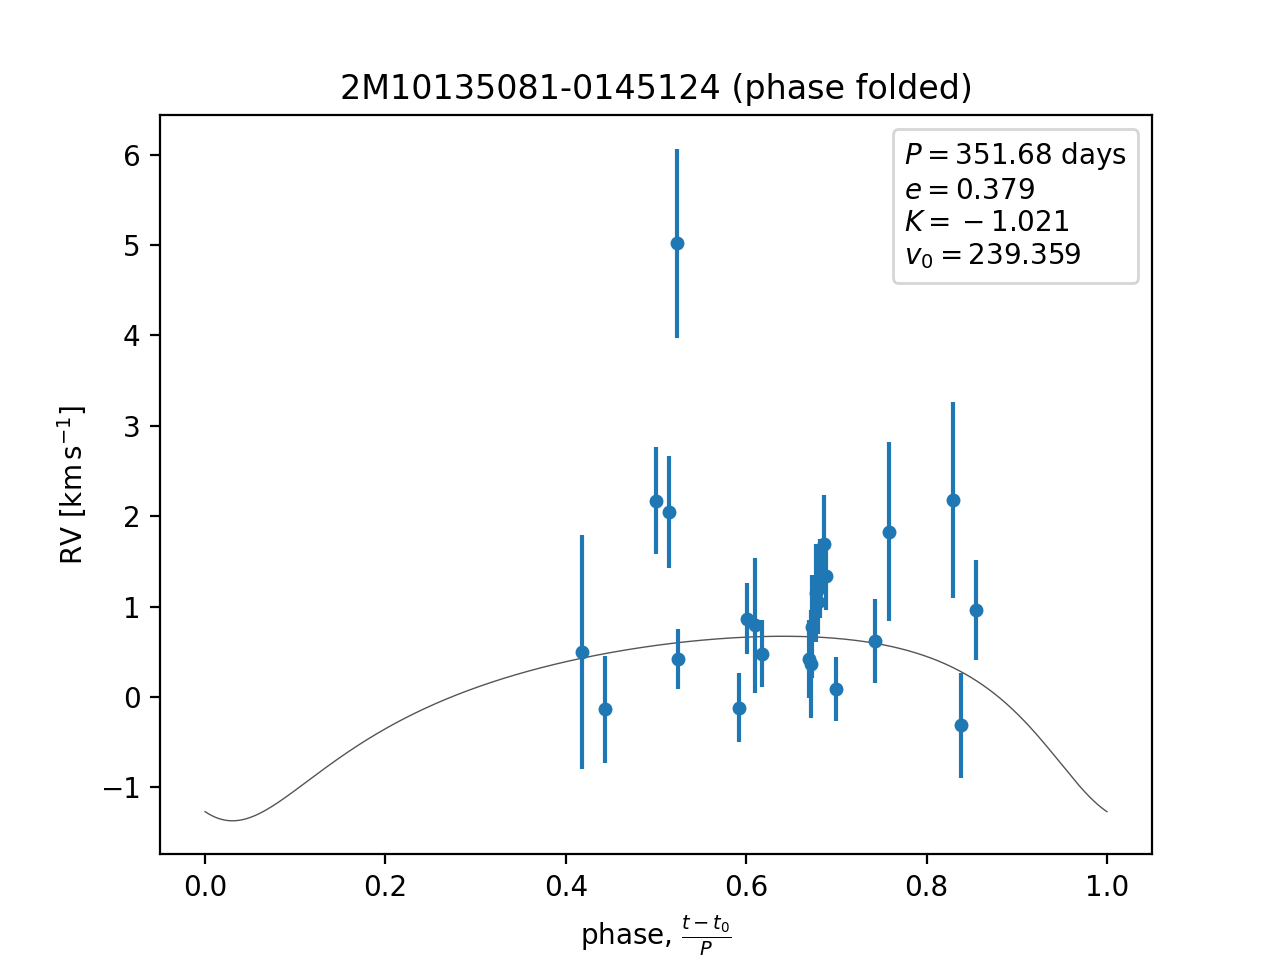 2M10135081-0145124 (phase folded)
P = 351.68 days
e = 0.379
K = −1.021
v₀ = 239.359
6
5
4
3
2
1
0
−1
RV [km s⁻¹]
0.0 0.2 0.4 0.6 0.8 1.0
phase, (t − t₀)/P